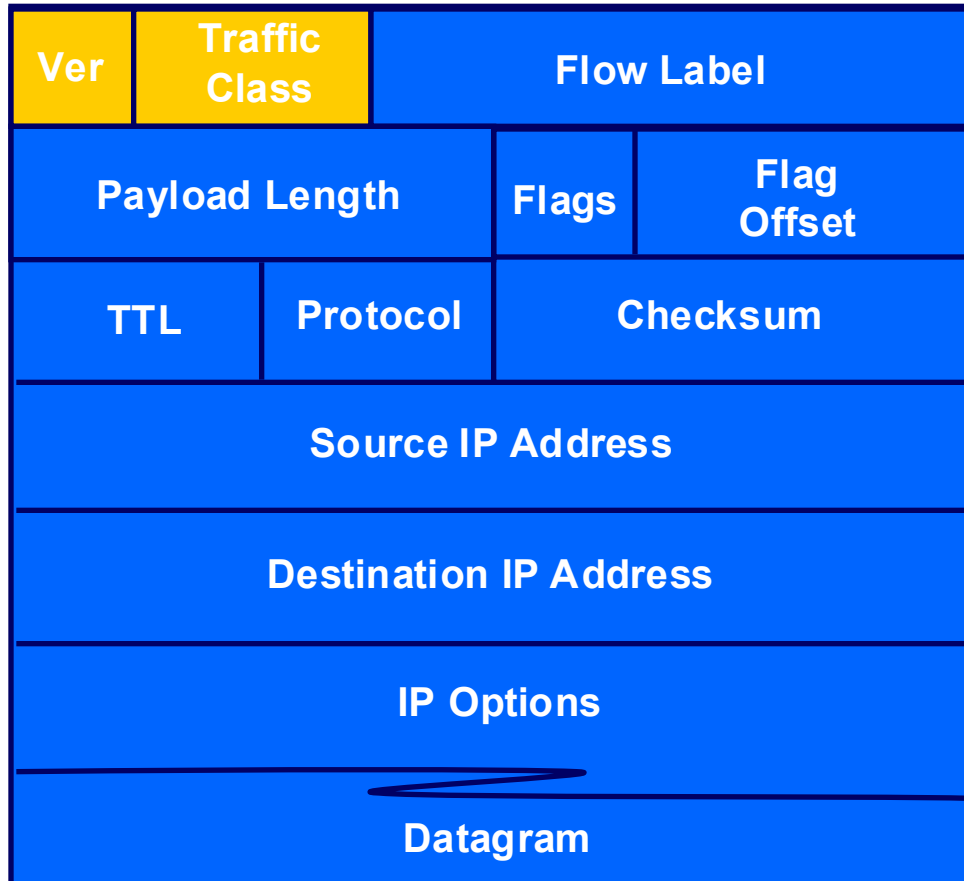 Ver
Traffic
Class
Flow Label
Payload Length
Flags
Flag
Offset
TTL
Protocol
Checksum
Source IP Address
Destination IP Address
IP Options
Datagram